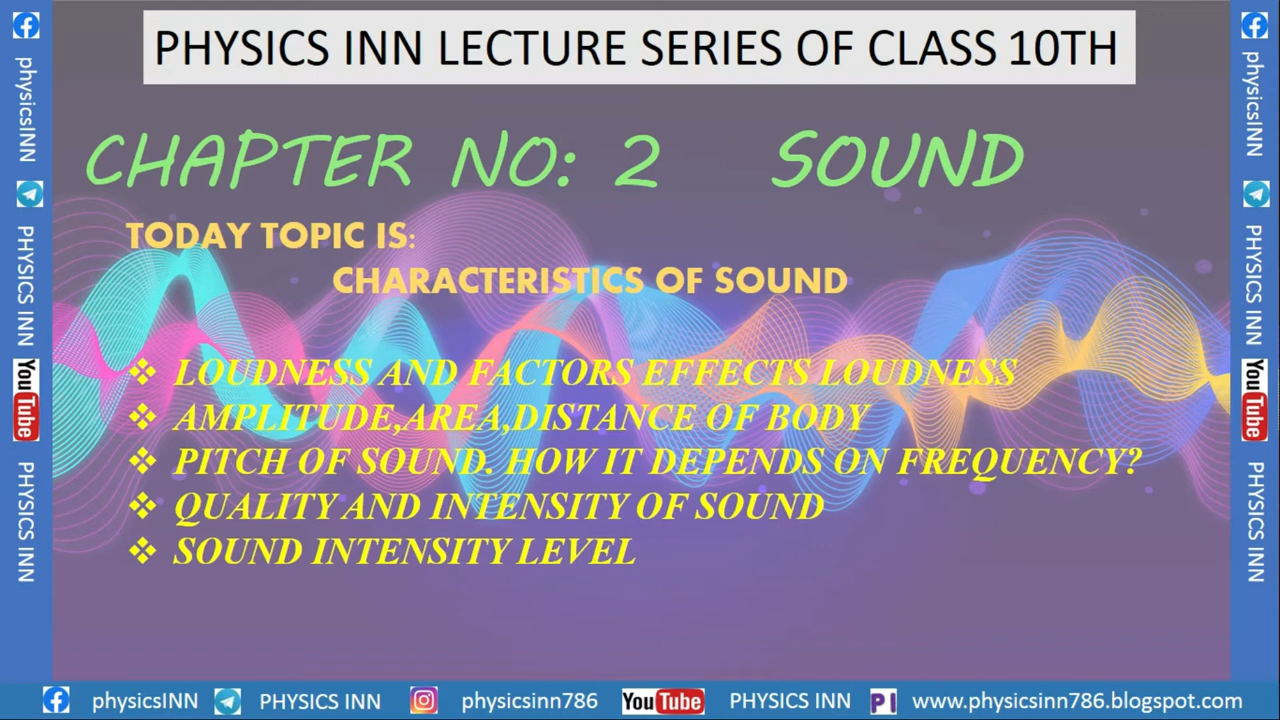 PHYSICS INN LECTURE SERIES OF CLASS 10TH
CHAPTER NO: 2 SOUND
TODAY TOPIC IS:
CHARACTERISTICS OF SOUND
❖ LOUDNESS AND FACTORS EFFECTS LOUDNESS
❖ AMPLITUDE,AREA,DISTANCE OF BODY
❖ PITCH OF SOUND. HOW IT DEPENDS ON FREQUENCY?
❖ QUALITY AND INTENSITY OF SOUND
❖ SOUND INTENSITY LEVEL
physicsINN
PHYSICS INN
YouTube
PHYSICS INN
physicsINN
PHYSICS INN
YouTube
PHYSICS INN
physicsINN PHYSICS INN physicsinn786 YouTube PHYSICS INN PI www.physicsinn786.blogspot.com